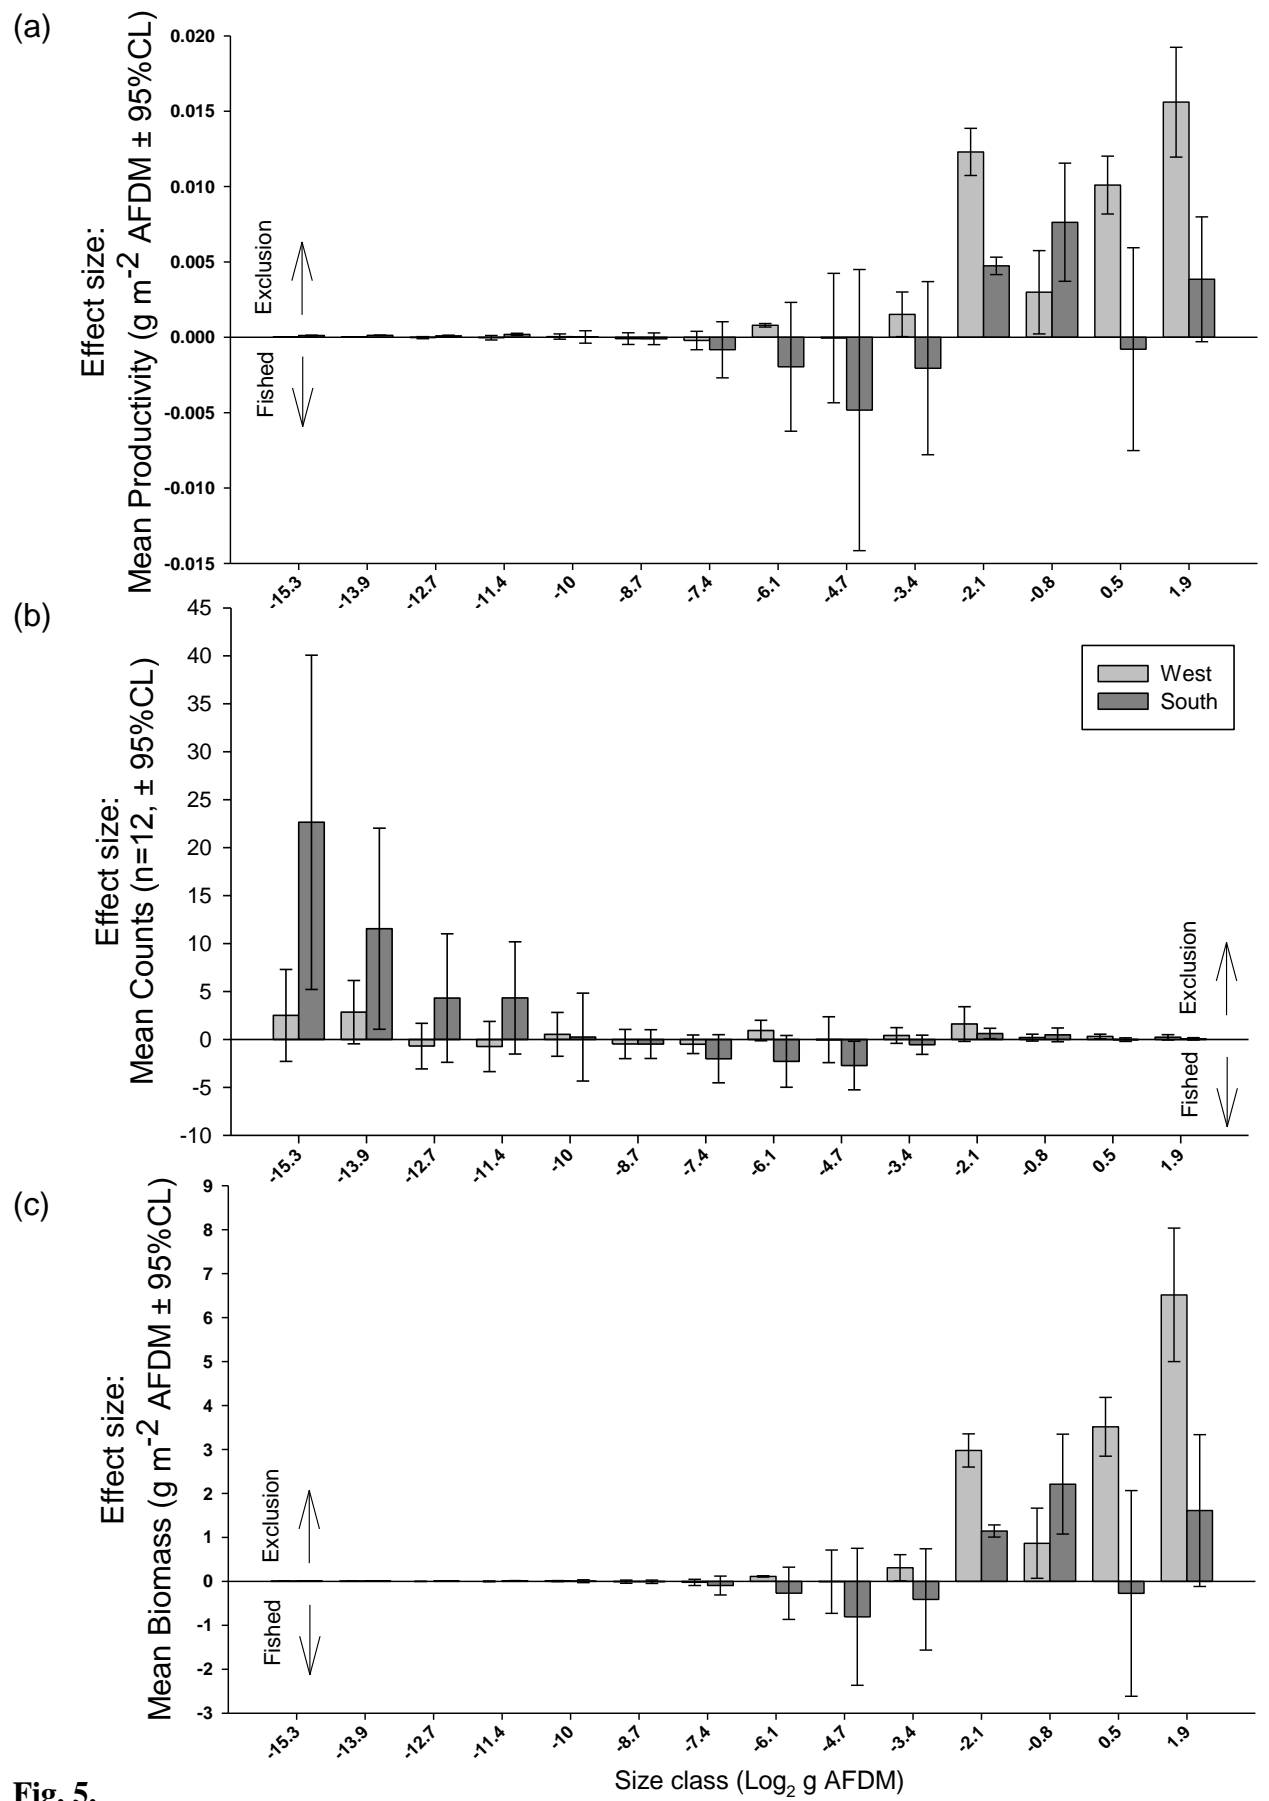 (a)
Effect size:
Mean Productivity (g m⁻² AFDM ± 95%CL)
0.020
0.015
0.010
0.005
0.000
-0.005
-0.010
-0.015
Exclusion
Fished
-15.3 -13.9 -12.7 -11.4 -10 -8.7 -7.4 -6.1 -4.7 -3.4 -2.1 -0.8 0.5 1.9
(b)
Effect size:
Mean Counts (n=12, ± 95%CL)
45
40
35
30
25
20
15
10
5
0
-5
-10
West
South
Exclusion
Fished
-15.3 -13.9 -12.7 -11.4 -10 -8.7 -7.4 -6.1 -4.7 -3.4 -2.1 -0.8 0.5 1.9
(c)
Effect size:
Mean Biomass (g m⁻² AFDM ± 95%CL)
9
8
7
6
5
4
3
2
1
0
-1
-2
-3
Exclusion
Fished
-15.3 -13.9 -12.7 -11.4 -10 -8.7 -7.4 -6.1 -4.7 -3.4 -2.1 -0.8 0.5 1.9
Size class (Log₂ g AFDM)
Fig. 5.